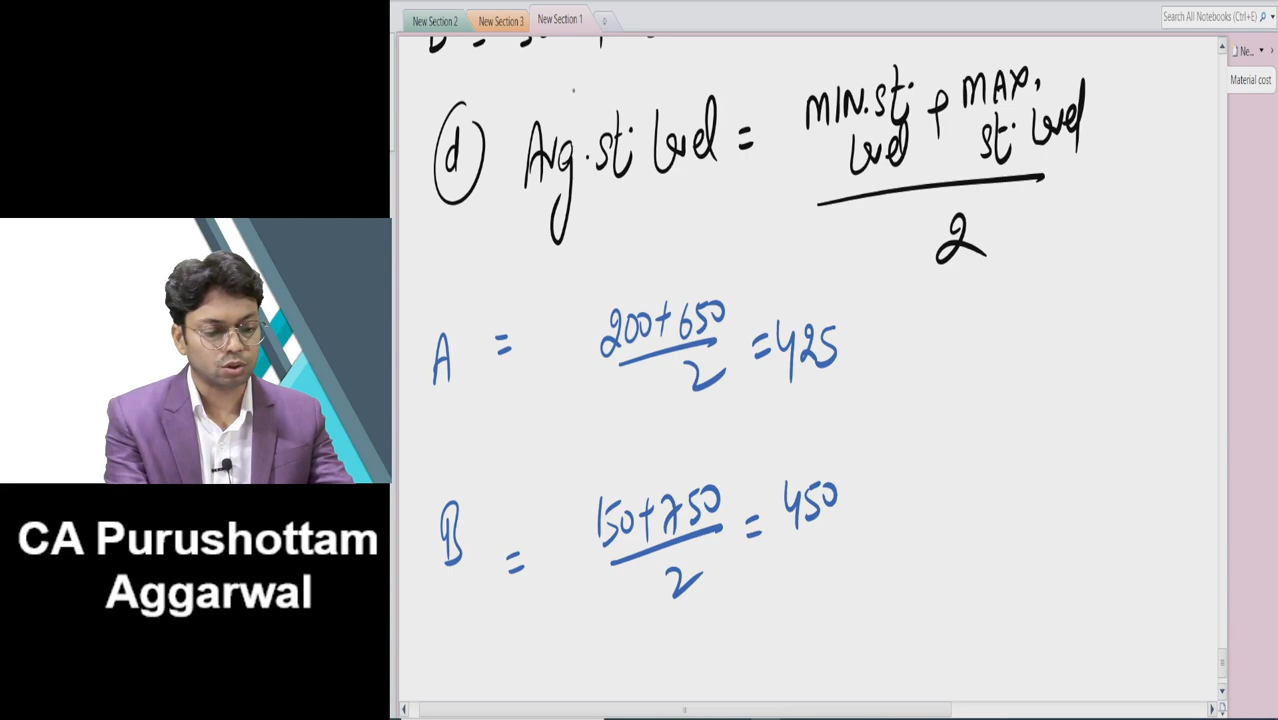 New Section 2
New Section 3
New Section 1
Search All Notebooks (Ctrl+E)
Ne...
Material cost
(d) Avg. st. level = MIN. st. level + MAX. st. level
2
A = 200+650 = 425
2
B = 150+750 = 450
2
CA Purushottam
Aggarwal